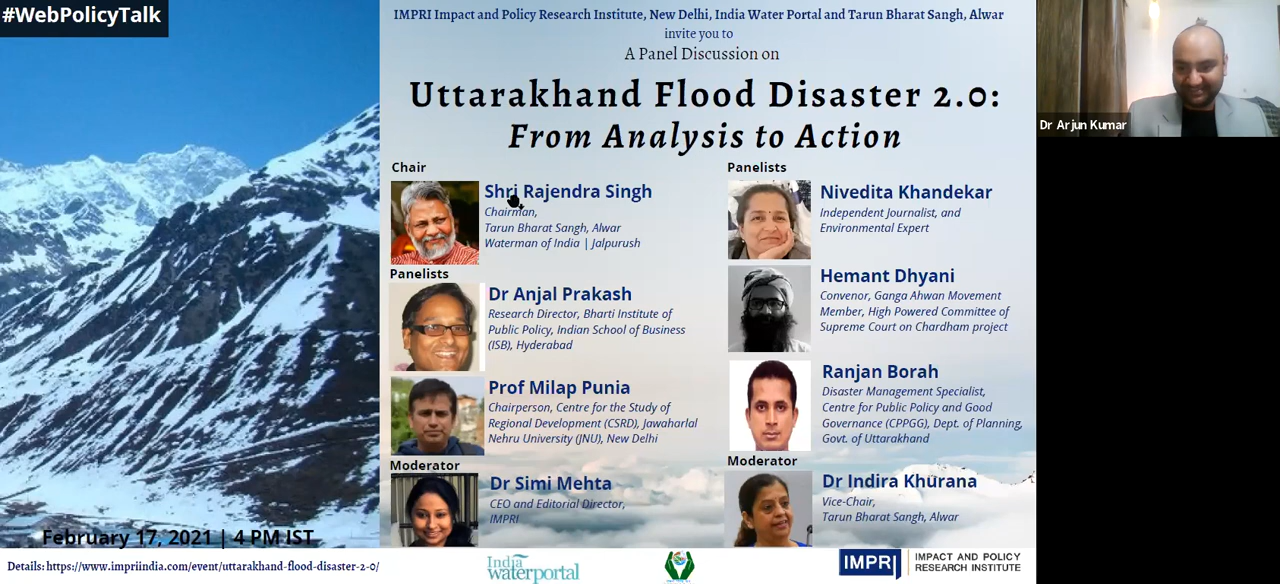 #WebPolicyTalk
IMPRI Impact and Policy Research Institute, New Delhi, India Water Portal and Tarun Bharat Sangh, Alwar
invite you to
A Panel Discussion on
Uttarakhand Flood Disaster 2.0:
From Analysis to Action
Chair
Shri Rajendra Singh
Chairman,
Tarun Bharat Sangh, Alwar
Waterman of India | Jalpurush
Panelists
Dr Anjal Prakash
Research Director, Bharti Institute of
Public Policy, Indian School of Business
(ISB), Hyderabad
Prof Milap Punia
Chairperson, Centre for the Study of
Regional Development (CSRD), Jawaharlal
Nehru University (JNU), New Delhi
Moderator
Dr Simi Mehta
CEO and Editorial Director,
IMPRI
Panelists
Nivedita Khandekar
Independent Journalist, and
Environmental Expert
Hemant Dhyani
Convenor, Ganga Ahwan Movement
Member, High Powered Committee of
Supreme Court on Chardham project
Ranjan Borah
Disaster Management Specialist,
Centre for Public Policy and Good
Governance (CPPGG), Dept. of Planning,
Govt. of Uttarakhand
Moderator
Dr Indira Khurana
Vice-Chair,
Tarun Bharat Sangh, Alwar
Dr Arjun Kumar
February 17, 2021 | 4 PM IST
Details: https://www.impriindia.com/event/uttarakhand-flood-disaster-2-0/
India
waterportal
IMPRI
IMPACT AND POLICY
RESEARCH INSTITUTE